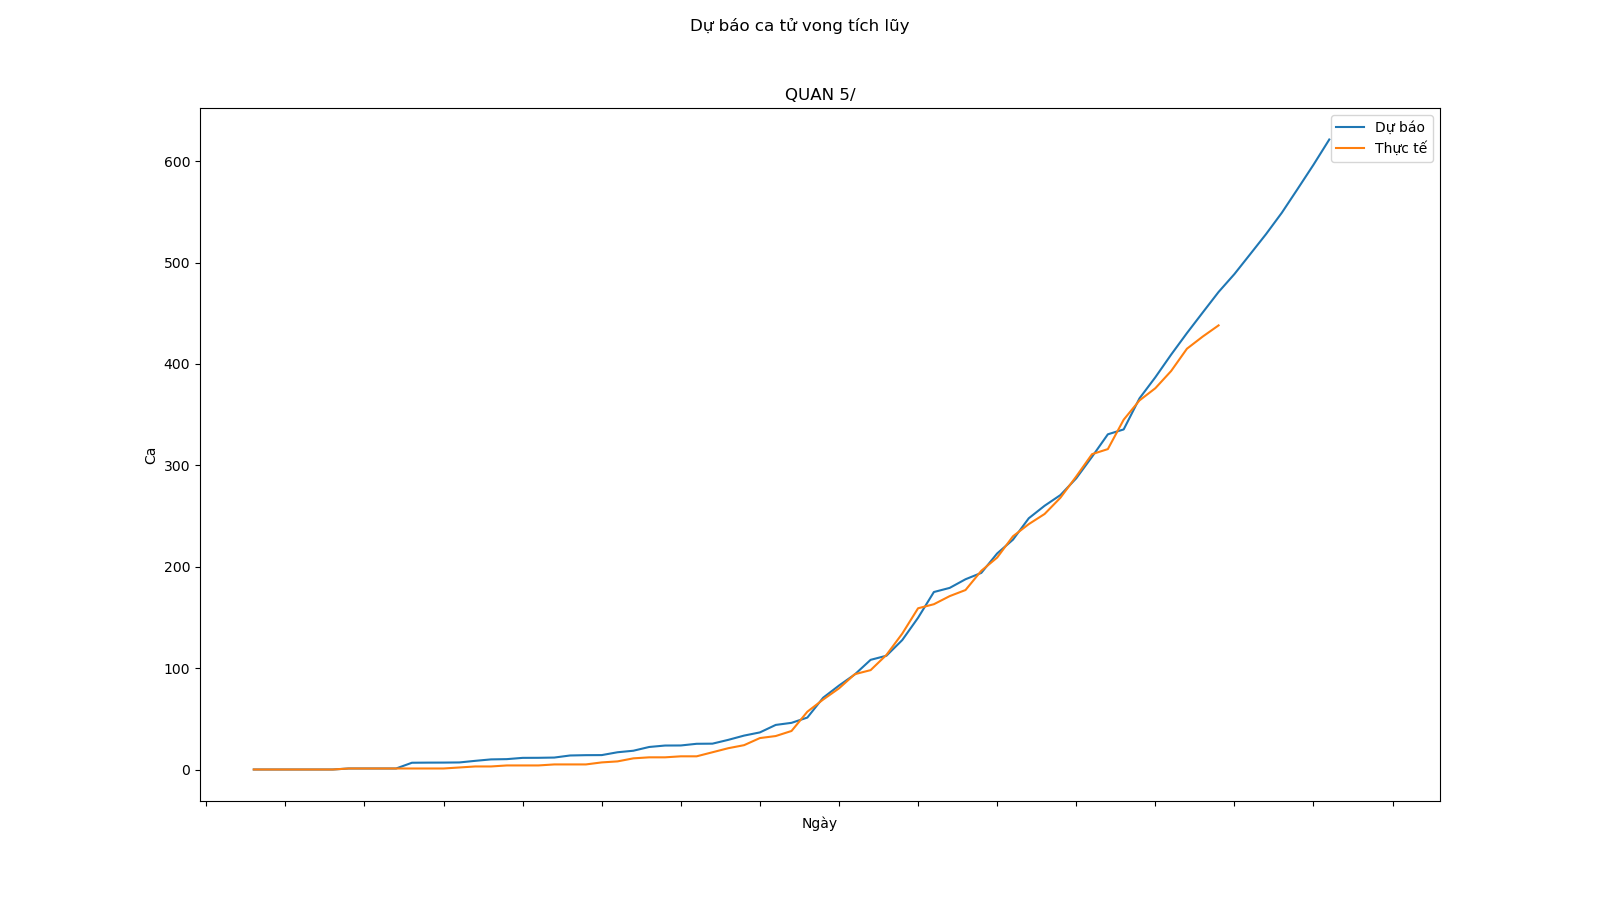 Dự báo ca tử vong tích lũy
QUAN 5/
Dự báo
Thực tế
600
500
400
300
200
100
0
Ca
Ngày